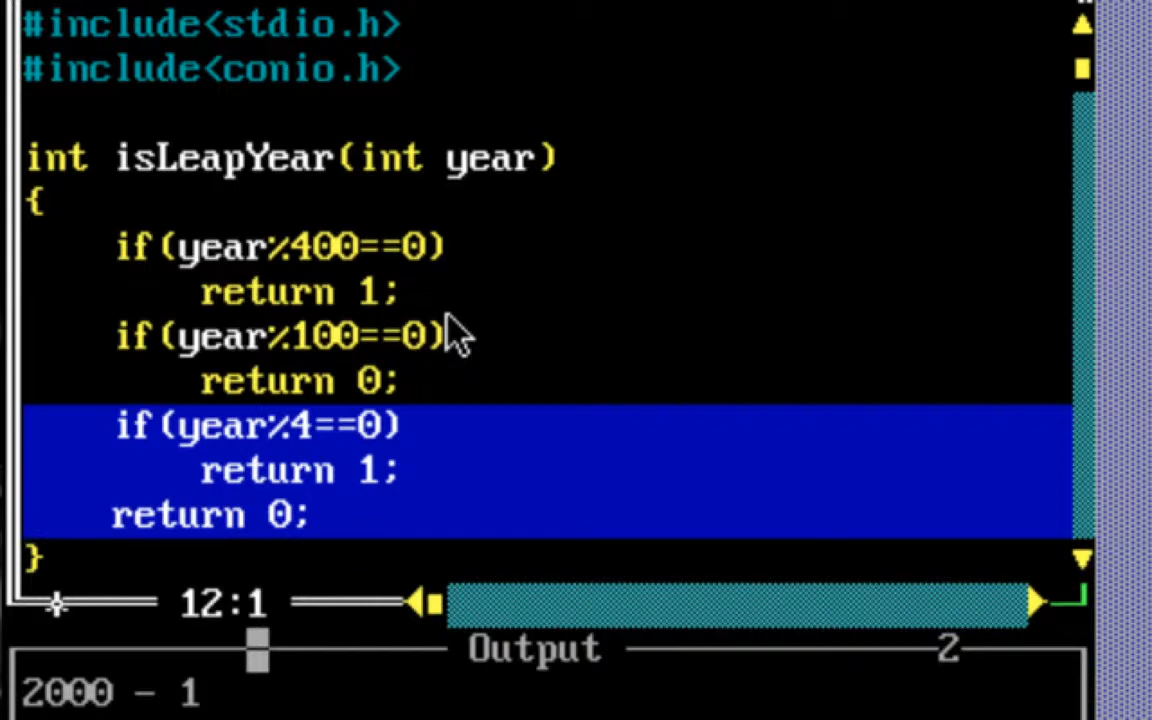 #include<stdio.h>
#include<conio.h>
int isLeapYear(int year)
{
if(year%400==0)
return 1;
if(year%100==0)
return 0;
if(year%4==0)
return 1;
return 0;
}
12:1
Output 2
2000 - 1